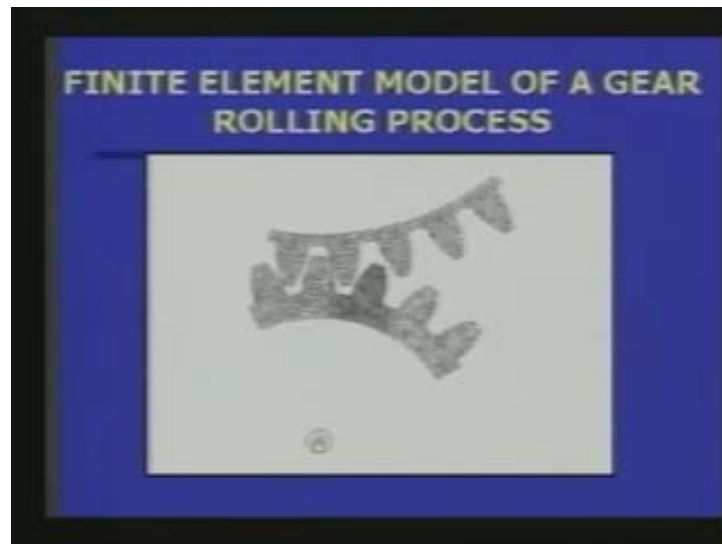 FINITE ELEMENT MODEL OF A GEAR
ROLLING PROCESS